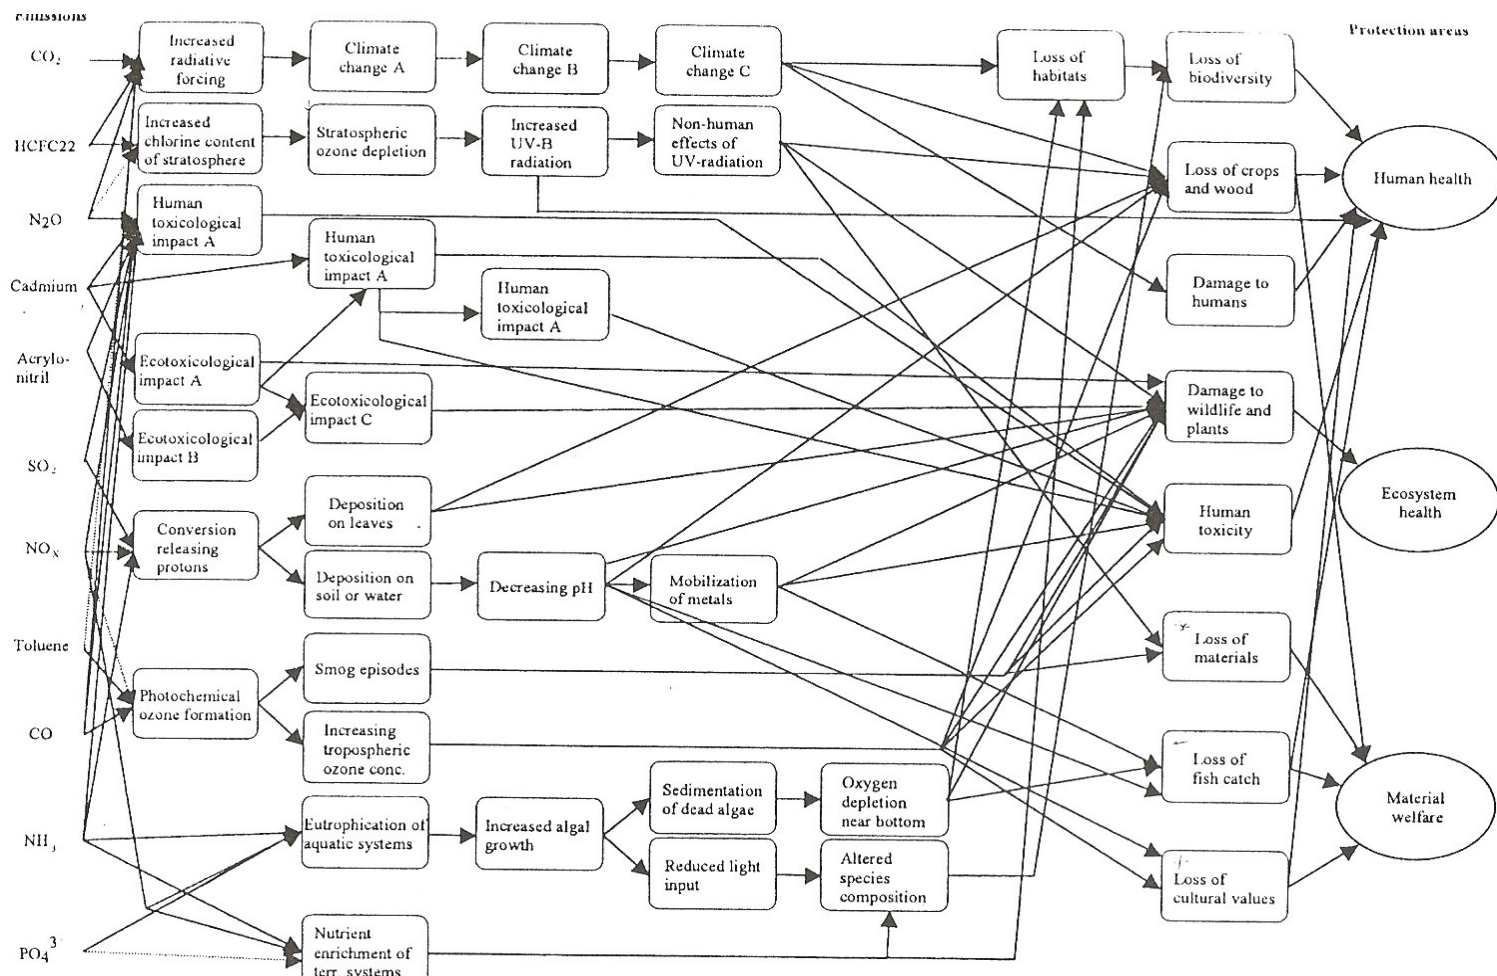 Emissions
Protection areas
CO2
HCFC22
N2O
Cadmium
Acrylo-
nitril
SO2
NOx
Toluene
CO
NH3
PO4 3
Increased
radiative
forcing
Climate
change A
Climate
change B
Climate
change C
Loss of
habitats
Loss of
biodiversity
Increased
chlorine content
of stratosphere
Stratospheric
ozone depletion
Increased
UV-B
radiation
Non-human
effects of
UV-radiation
Loss of crops
and wood
Human health
Human
toxicological
impact A
Human
toxicological
impact A
Human
toxicological
impact A
Damage to
humans
Ecotoxicological
impact A
Ecotoxicological
impact C
Ecotoxicological
impact B
Damage to
wildlife and
plants
Ecosystem
health
Conversion
releasing
protons
Deposition
on leaves
Deposition on
soil or water
Decreasing pH
Mobilization
of metals
Human
toxicity
Photochemical
ozone formation
Smog episodes
Increasing
tropospheric
ozone conc.
Loss of
materials
Loss of
fish catch
Material
welfare
Eutrophication of
aquatic systems
Increased algal
growth
Sedimentation
of dead algae
Oxygen
depletion
near bottom
Reduced light
input
Altered
species
composition
Loss of
cultural values
Nutrient
enrichment of
terr. systems